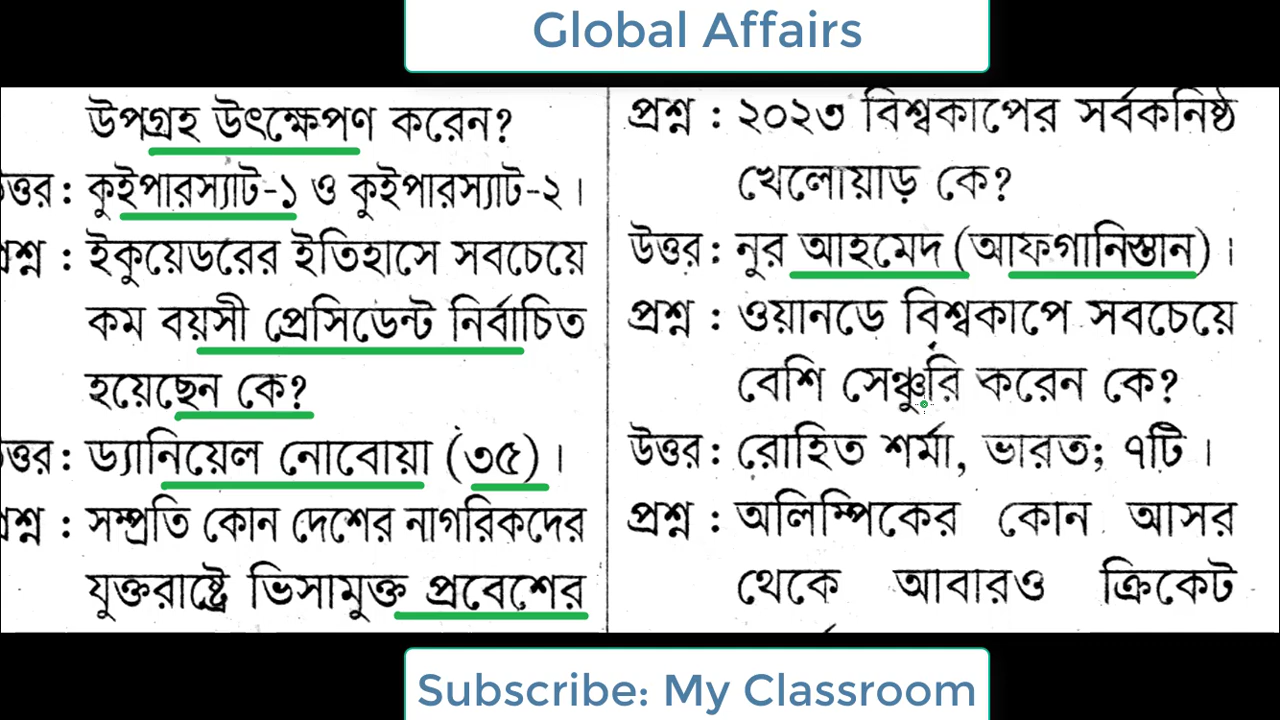 Global Affairs
উপগ্রহ উৎক্ষেপণ করেন?
ত্তর : কুইপারস্যাট-১ ও কুইপারস্যাট-২।
প্রশ্ন : ইকুয়েডরের ইতিহাসে সবচেয়ে
কম বয়সী প্রেসিডেন্ট নির্বাচিত
হয়েছেন কে?
ত্তর : ড্যানিয়েল নোবোয়া (৩৫)।
প্রশ্ন : সম্প্রতি কোন দেশের নাগরিকদের
যুক্তরাষ্ট্রে ভিসামুক্ত প্রবেশের
প্রশ্ন : ২০২৩ বিশ্বকাপের সর্বকনিষ্ঠ
খেলোয়াড় কে?
উত্তর : নুর আহমেদ (আফগানিস্তান)।
প্রশ্ন : ওয়ানডে বিশ্বকাপে সবচেয়ে
বেশি সেঞ্চুরি করেন কে?
উত্তর : রোহিত শর্মা, ভারত; ৭টি।
প্রশ্ন : অলিম্পিকের কোন আসর
থেকে আবারও ক্রিকেট
Subscribe: My Classroom